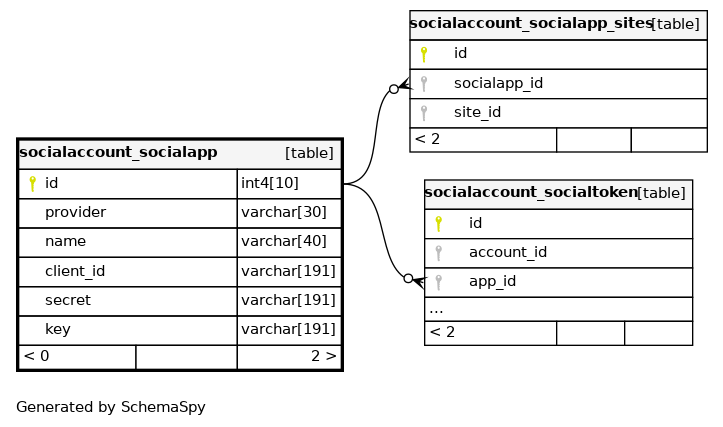 socialaccount_socialapp_sites [table]
id
socialapp_id
site_id
< 2
socialaccount_socialapp [table]
id int4[10]
provider varchar[30]
name varchar[40]
client_id varchar[191]
secret varchar[191]
key varchar[191]
< 0 2 >
socialaccount_socialtoken [table]
id
account_id
app_id
...
< 2
Generated by SchemaSpy